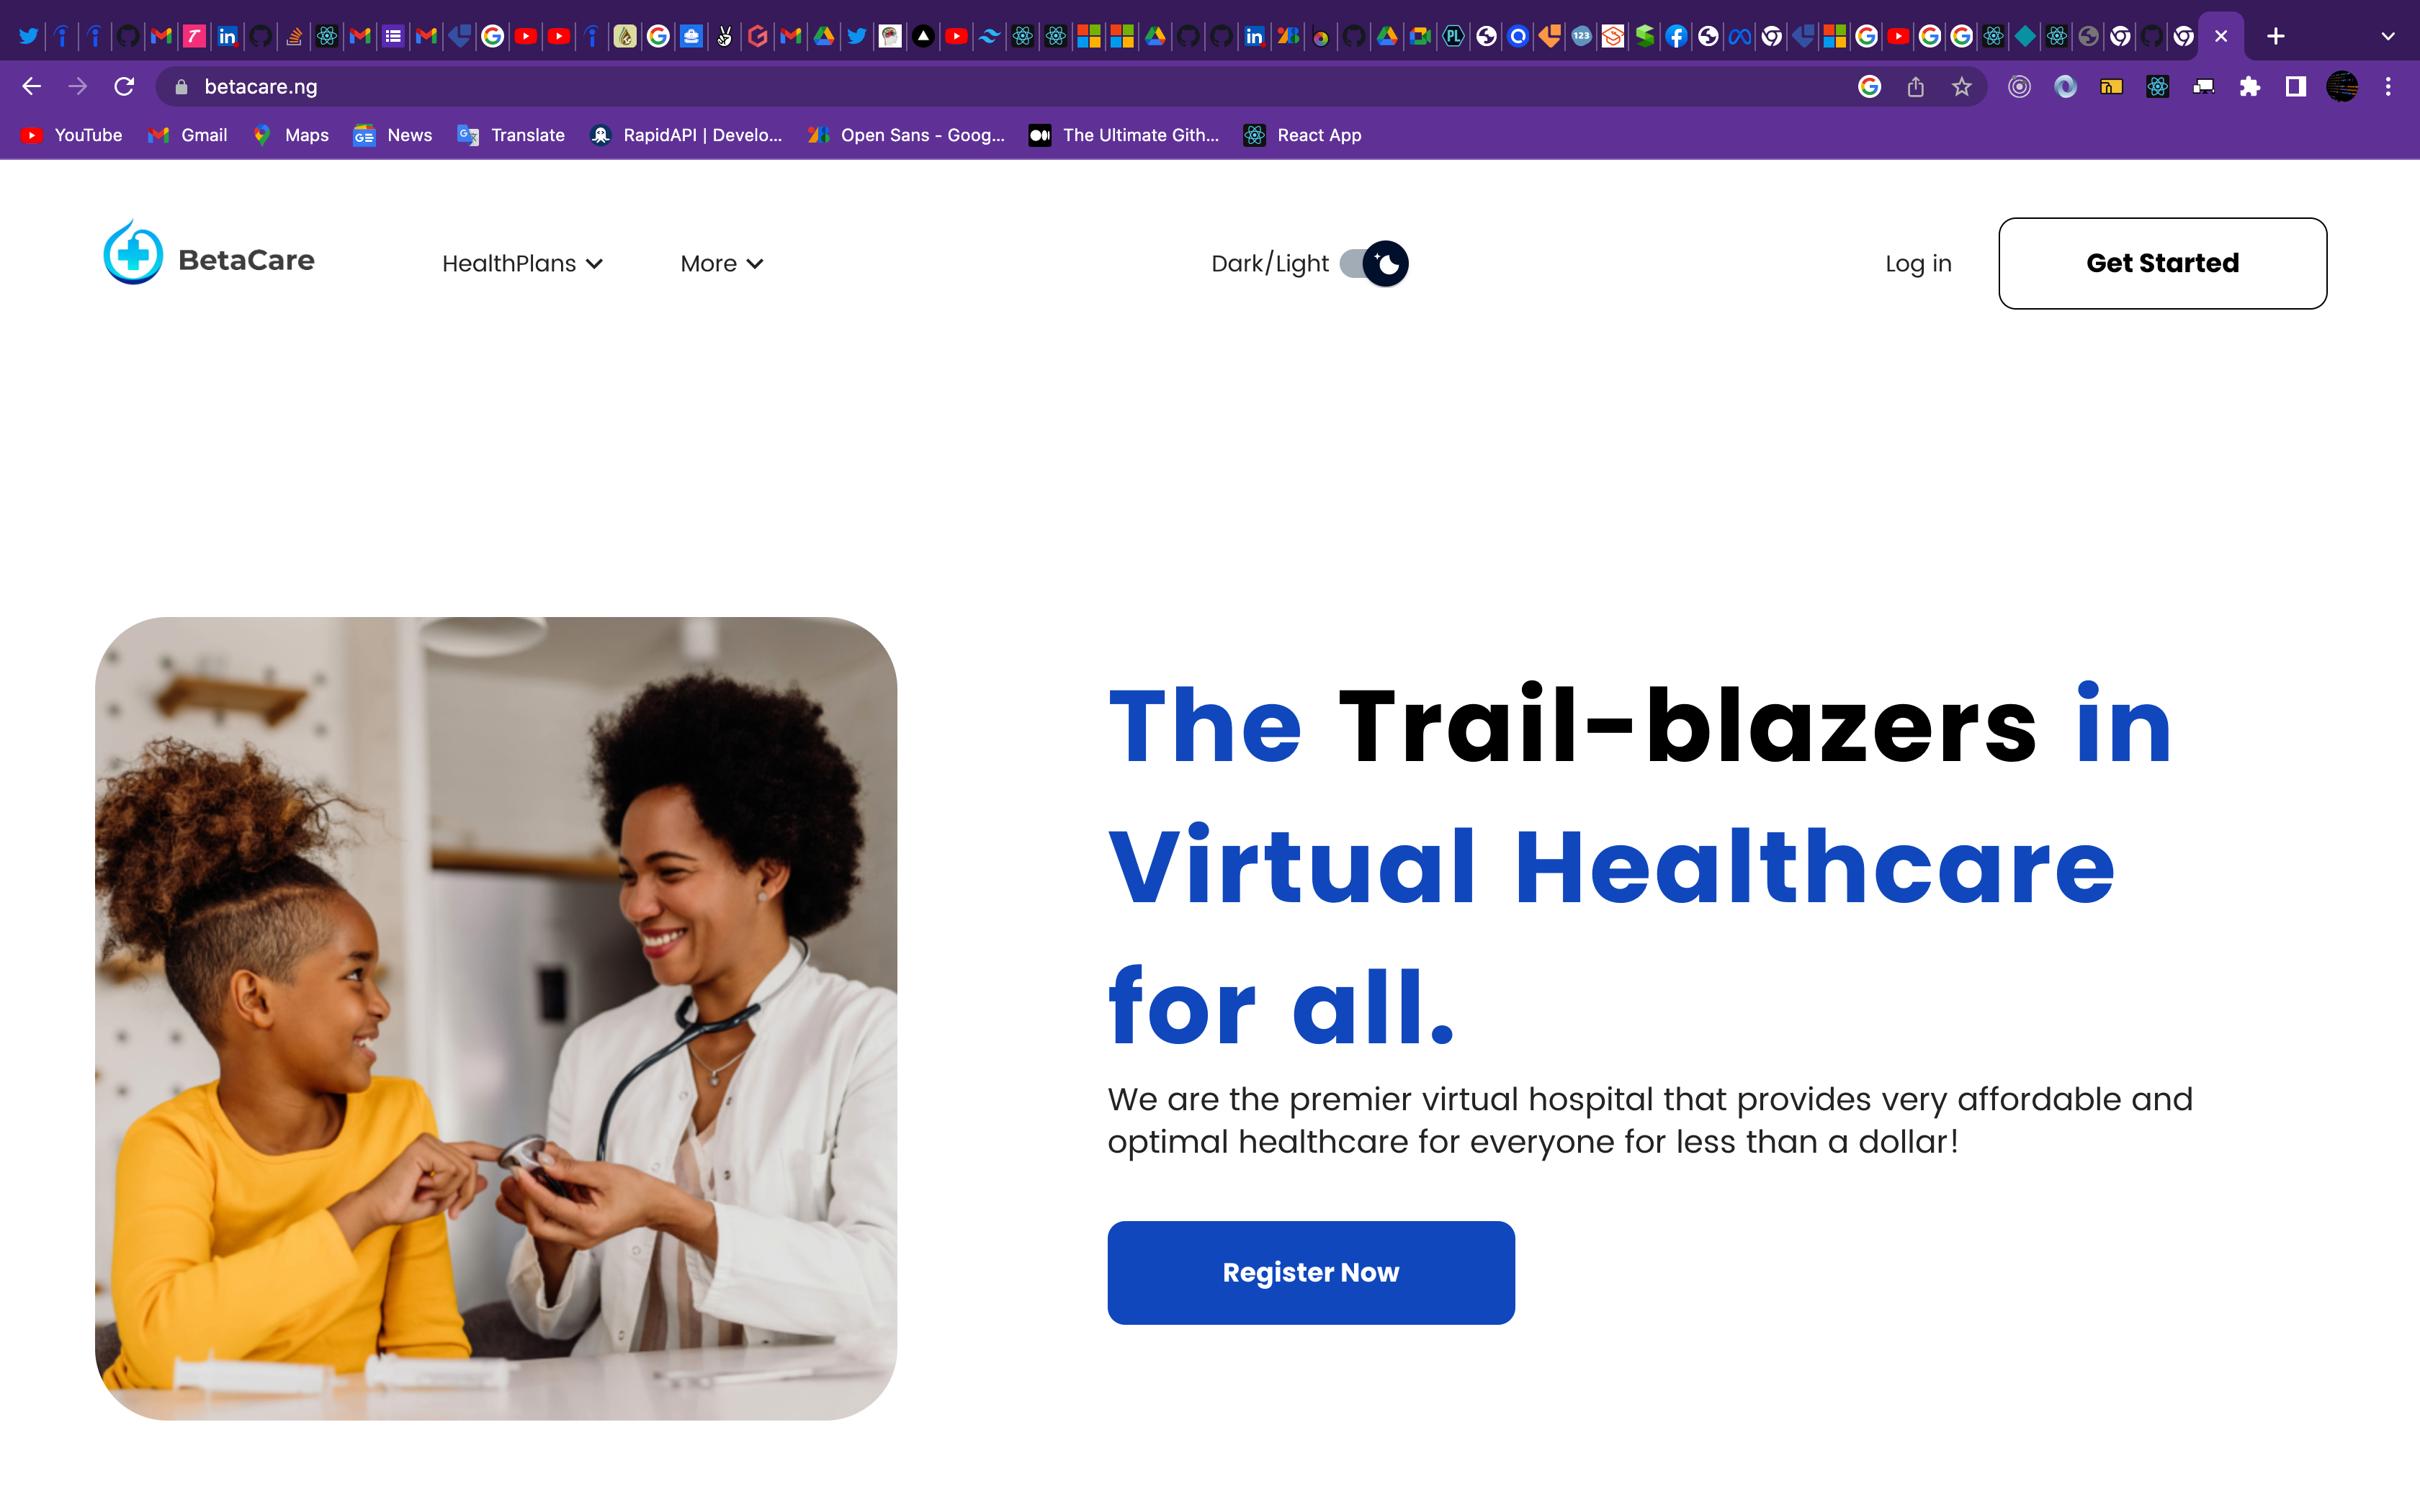 betacare.ng
YouTube
Gmail
Maps
News
Translate
RapidAPI | Develo...
Open Sans - Goog...
The Ultimate Gith...
React App
BetaCare
HealthPlans
More
Dark/Light
Log in
Get Started
The Trail-blazers in
Virtual Healthcare
for all.
We are the premier virtual hospital that provides very affordable and
optimal healthcare for everyone for less than a dollar!
Register Now